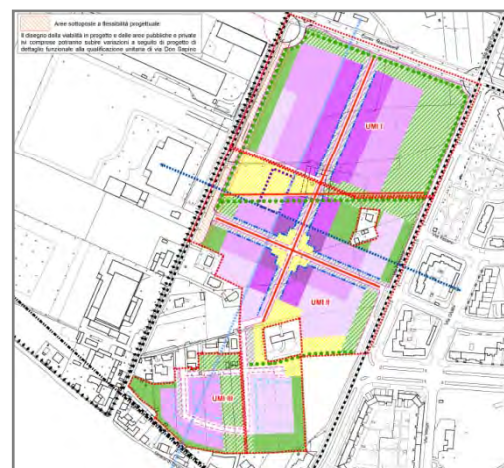 Aree sottoposte a flessibilità progettuale:
Il disegno della viabilità in progetto e delle aree pubbliche e private
ivi comprese potranno subire variazioni a seguito di progetto di
dettaglio funzionale alla qualificazione unitaria di via Don Sapino
UMI I
UMI II
UMI III